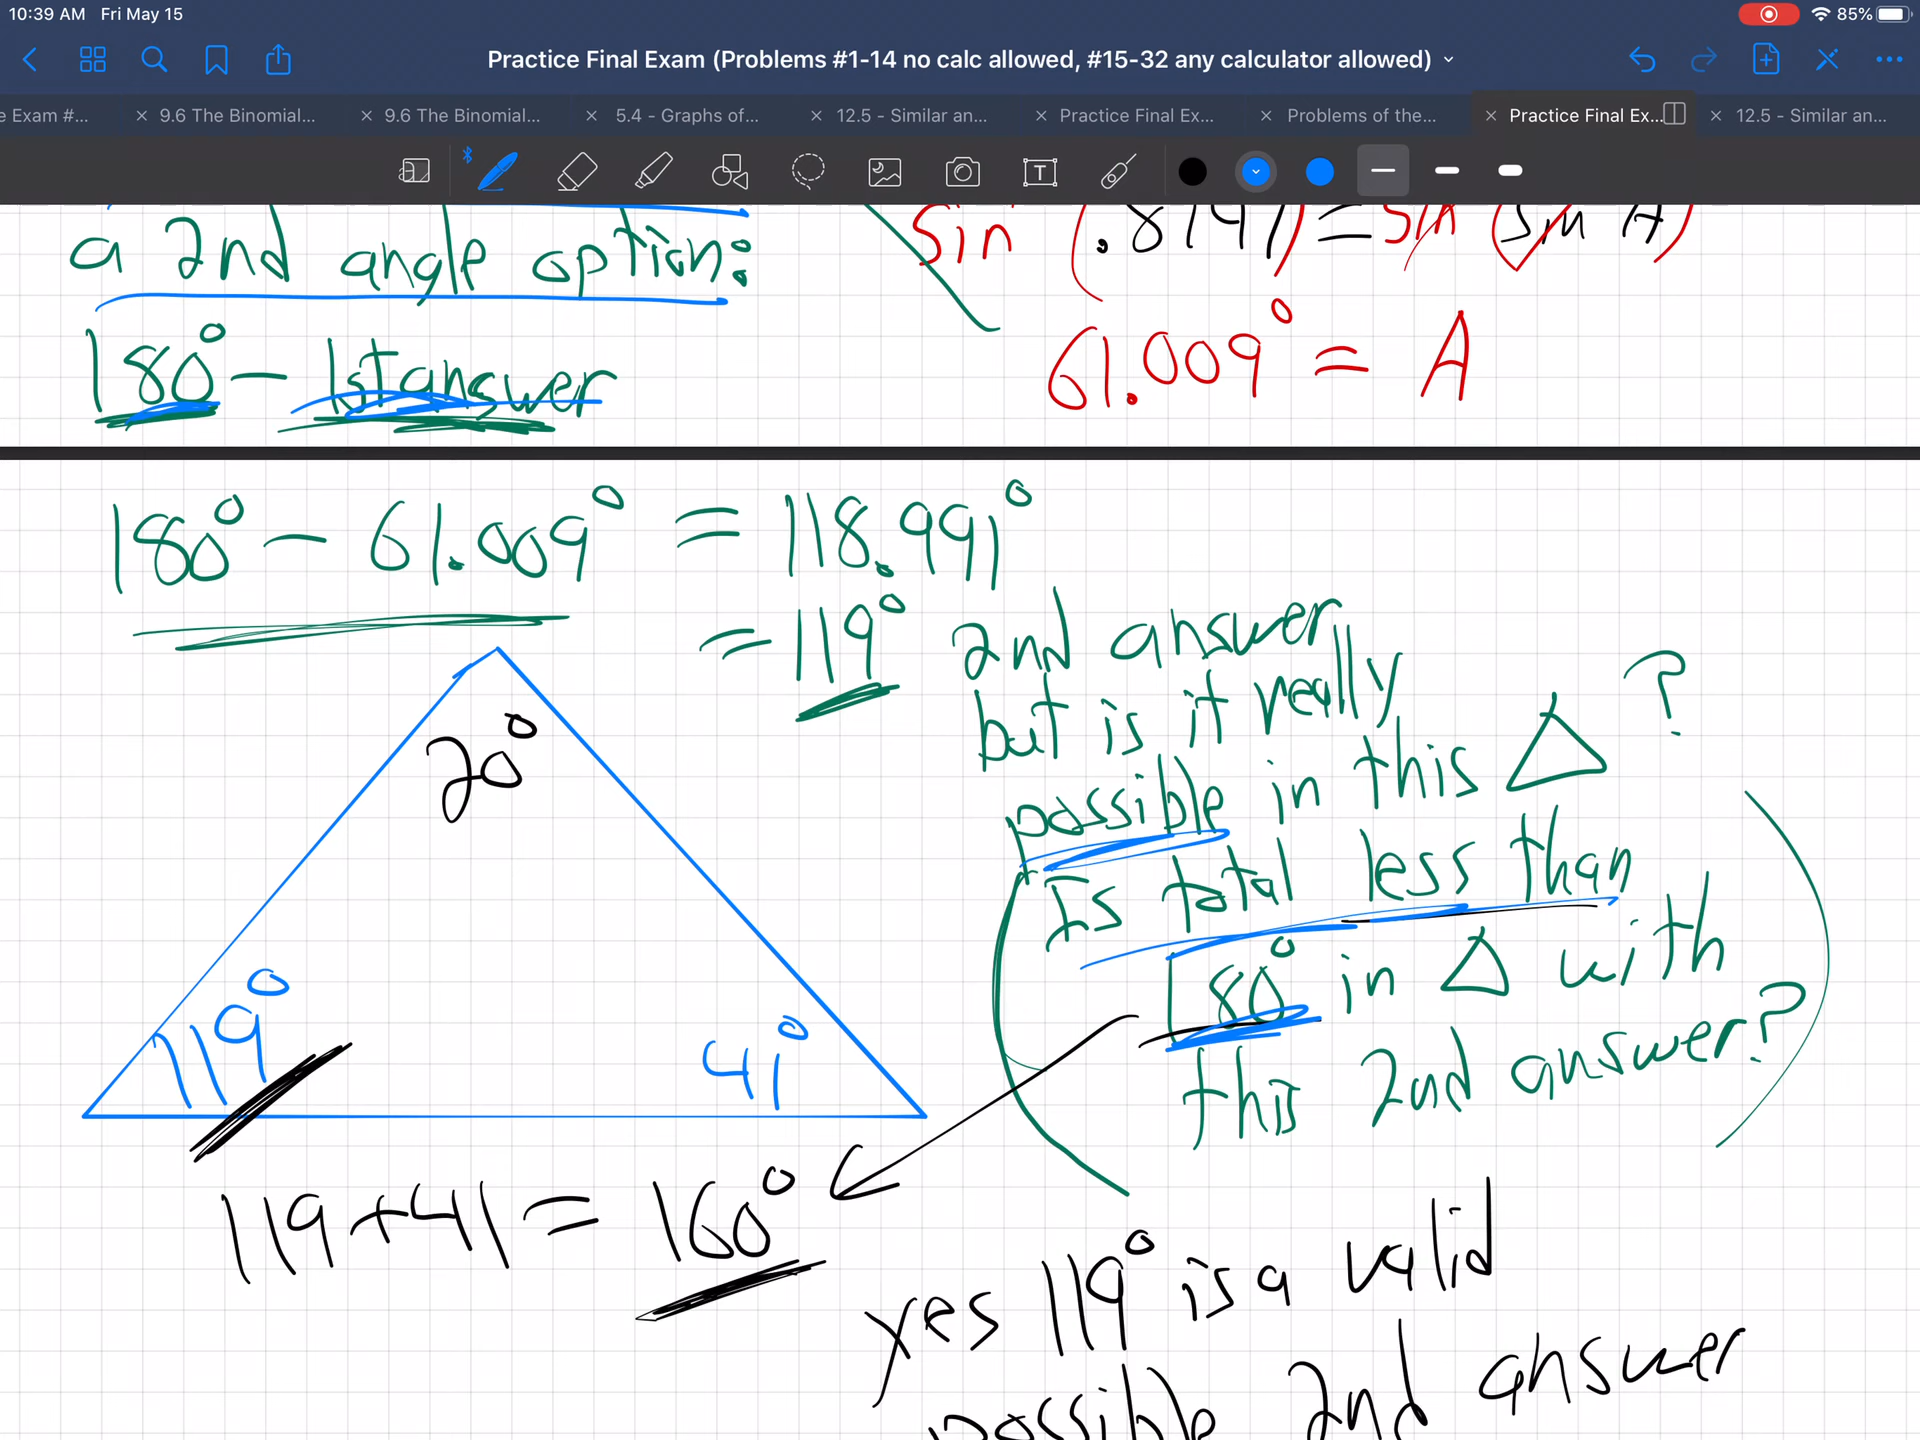 10:39 AM Fri May 15
85%
Practice Final Exam (Problems #1-14 no calc allowed, #15-32 any calculator allowed)
e Exam #...
9.6 The Binomial...
9.6 The Binomial...
5.4 - Graphs of...
12.5 - Similar an...
Practice Final Ex...
Problems of the...
Practice Final Ex...
12.5 - Similar an...
T
a 2nd angle option:
180° - 1st answer
sin (.8747) = sin (sin A)
61.009° = A
180° - 61.009° = 118.991°
= 119° 2nd answer
but is it really
possible in this △ ?
Is total less than
180° in △ with
this 2nd answer?
20°
119°
41°
119+41 = 160°
yes 119° is a valid
possible 2nd answer